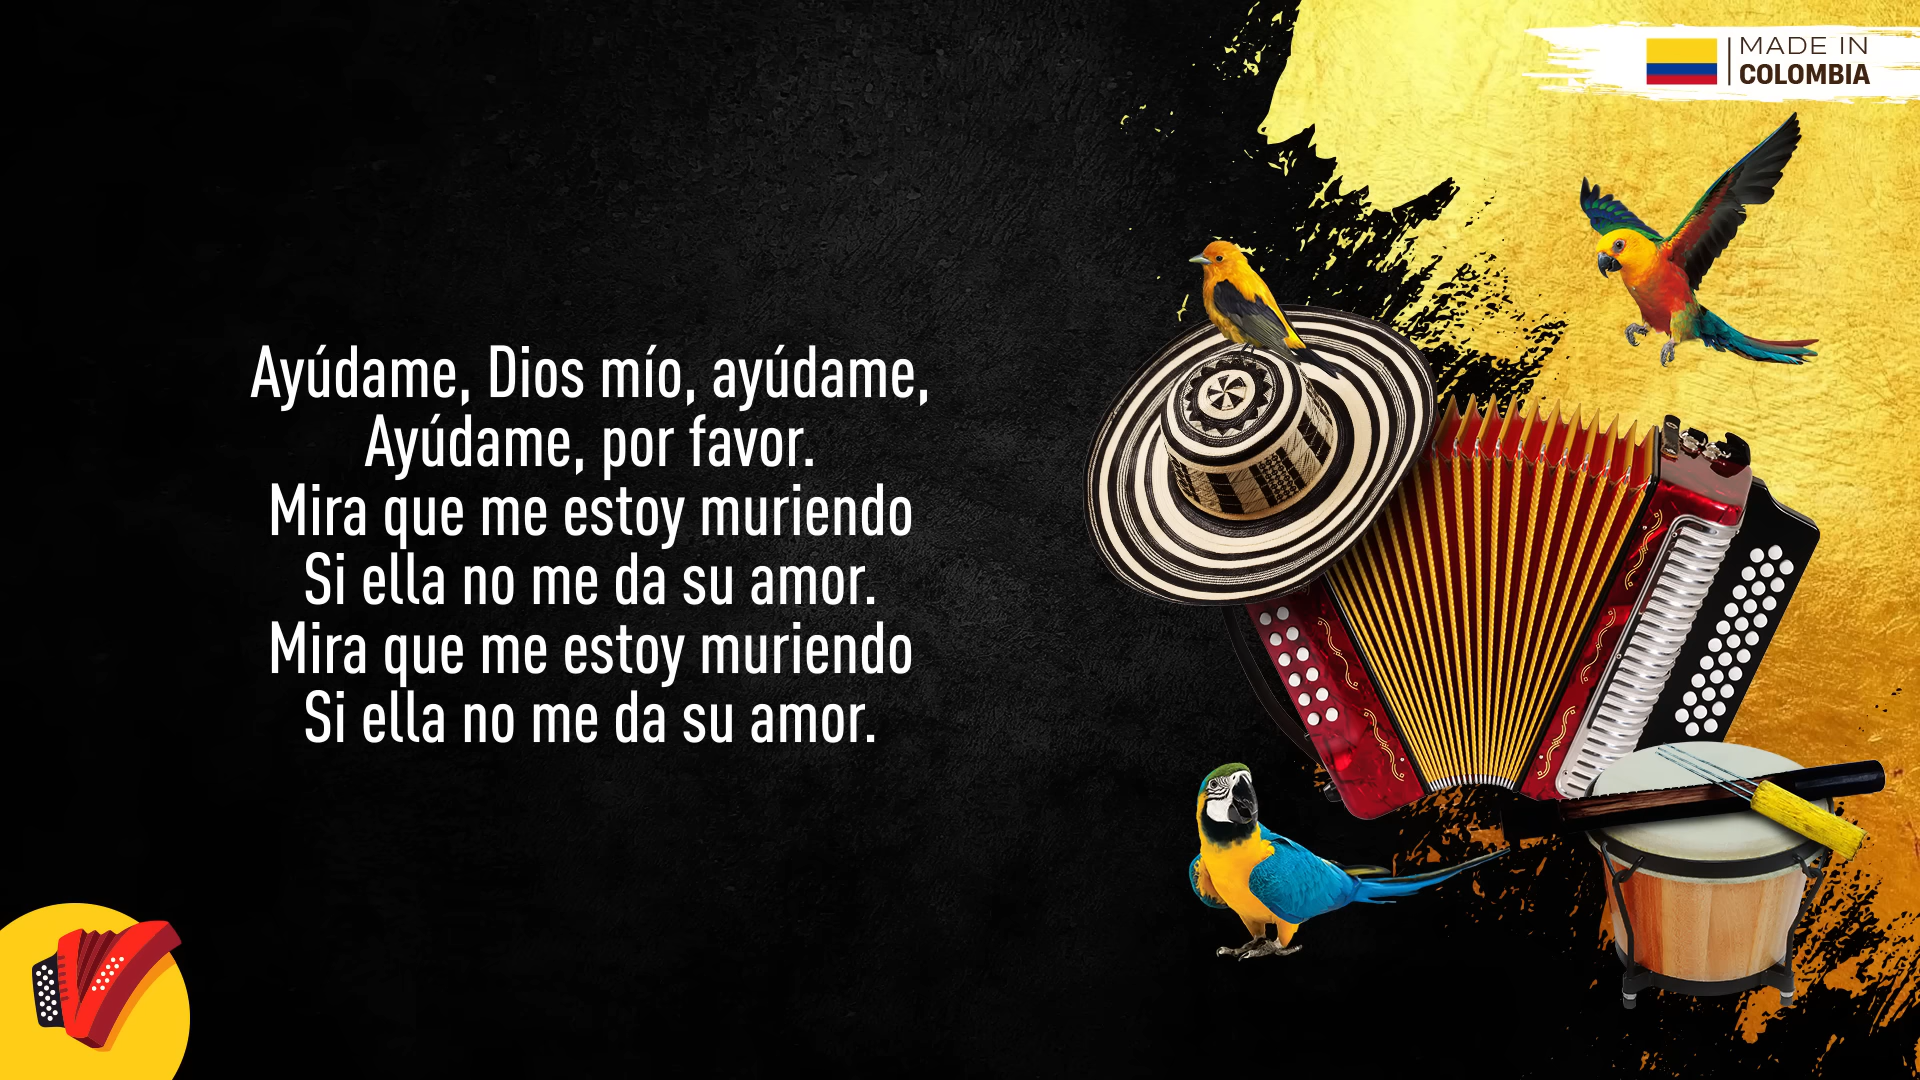 MADE IN
COLOMBIA
Ayúdame, Dios mío, ayúdame,
Ayúdame, por favor.
Mira que me estoy muriendo
Si ella no me da su amor.
Mira que me estoy muriendo
Si ella no me da su amor.